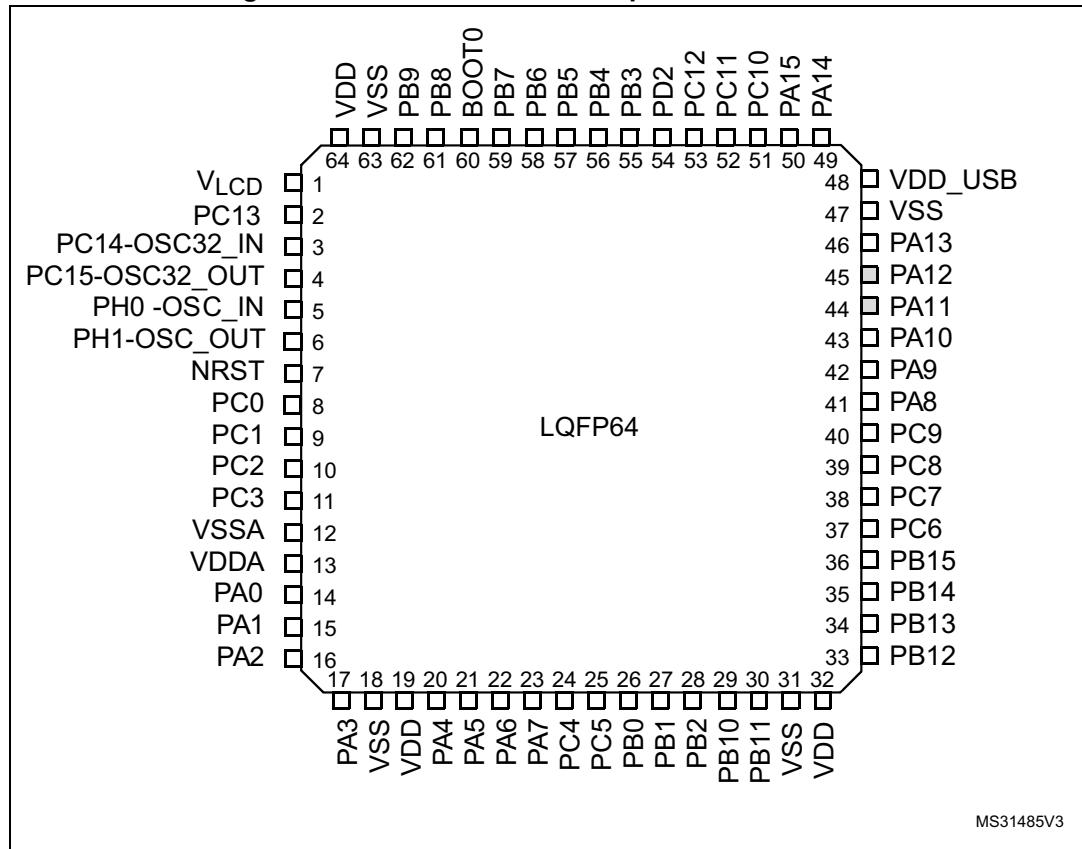 VDD VSS PB9 PB8 BOOT0 PB7 PB6 PB5 PB4 PB3 PD2 PC12 PC11 PC10 PA15 PA14
64 63 62 61 60 59 58 57 56 55 54 53 52 51 50 49
VLCD 1 48 VDD_USB
PC13 2 47 VSS
PC14-OSC32_IN 3 46 PA13
PC15-OSC32_OUT 4 45 PA12
PH0 -OSC_IN 5 44 PA11
PH1-OSC_OUT 6 43 PA10
NRST 7 42 PA9
PC0 8 41 PA8
PC1 9 LQFP64 40 PC9
PC2 10 39 PC8
PC3 11 38 PC7
VSSA 12 37 PC6
VDDA 13 36 PB15
PA0 14 35 PB14
PA1 15 34 PB13
PA2 16 33 PB12
17 18 19 20 21 22 23 24 25 26 27 28 29 30 31 32
PA3 VSS VDD PA4 PA5 PA6 PA7 PC4 PC5 PB0 PB1 PB2 PB10 PB11 VSS VDD
MS31485V3